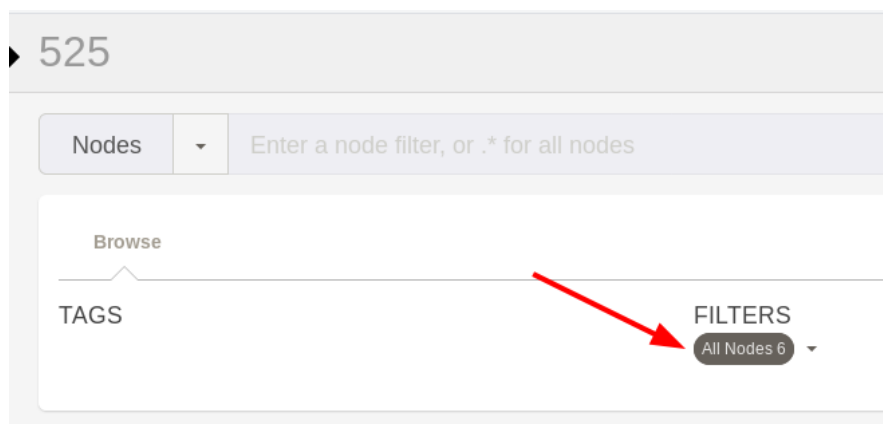 525
Nodes Enter a node filter, or .* for all nodes
Browse
TAGS FILTERS
All Nodes 6